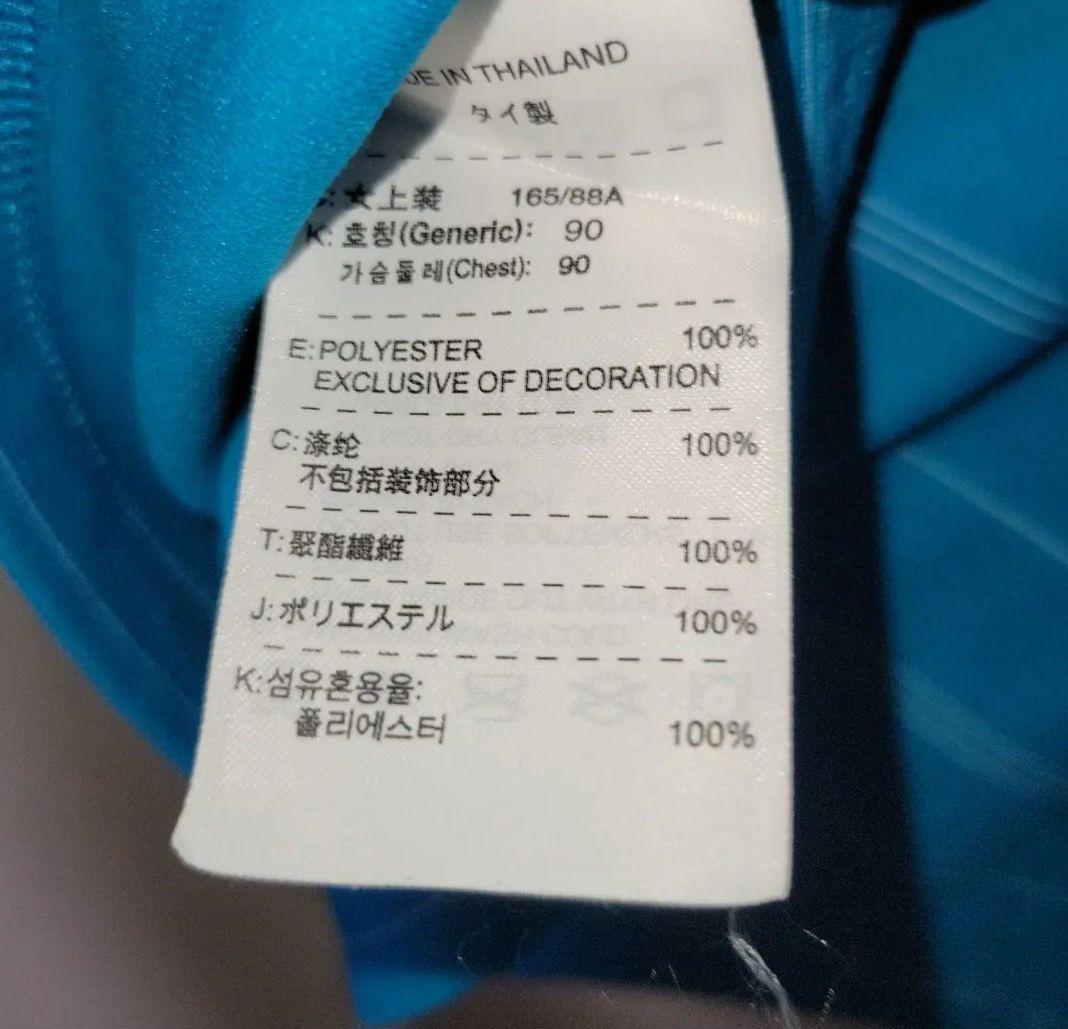 DE IN THAILAND
タイ製
女上装 165/88A
K: 호칭(Generic): 90
가슴둘레(Chest): 90
E: POLYESTER 100%
EXCLUSIVE OF DECORATION
C: 涤纶 100%
不包括装饰部分
T: 聚酯纖維 100%
J: ポリエステル 100%
K: 섬유혼용율:
폴리에스터 100%